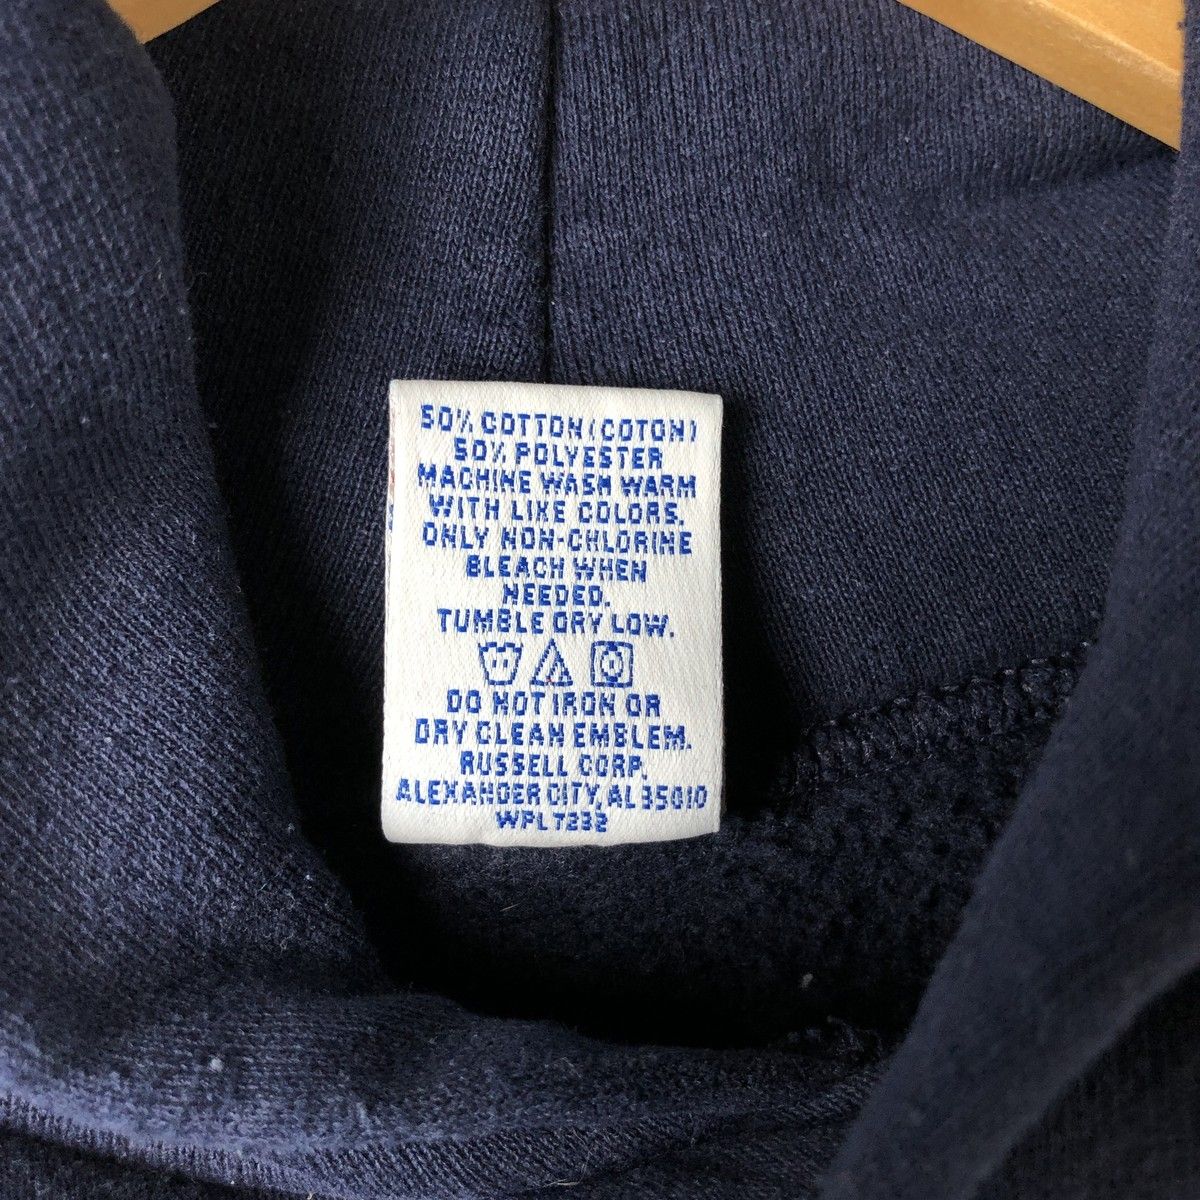 50% COTTON (COTON)
50% POLYESTER
MACHINE WASH WARM
WITH LIKE COLORS.
ONLY NON-CHLORINE
BLEACH WHEN
NEEDED.
TUMBLE DRY LOW.
DO NOT IRON OR
DRY CLEAN EMBLEM.
RUSSELL CORP.
ALEXANDER CITY, AL 35010
WPL 7232